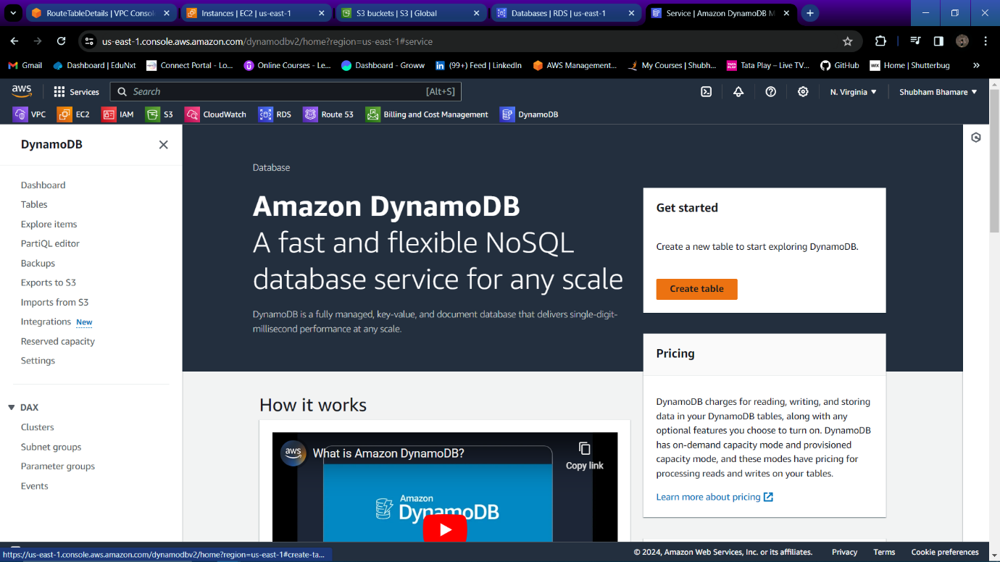 RouteTableDetails | VPC Consol
Instances | EC2 | us-east-1
S3 buckets | S3 | Global
Databases | RDS | us-east-1
Service | Amazon DynamoDB M
us-east-1.console.aws.amazon.com/dynamodbv2/home?region=us-east-1#service
Gmail
Dashboard | EduNxt
Connect Portal - Lo...
Online Courses - Le...
Dashboard - Groww
(99+) Feed | LinkedIn
AWS Management...
My Courses | Shubh...
Tata Play – Live TV...
GitHub
Home | Shutterbug
aws
Services
Search
[Alt+S]
N. Virginia
Shubham Bhamare
VPC
EC2
IAM
S3
CloudWatch
RDS
Route 53
Billing and Cost Management
DynamoDB
DynamoDB
Dashboard
Tables
Explore items
PartiQL editor
Backups
Exports to S3
Imports from S3
Integrations New
Reserved capacity
Settings
DAX
Clusters
Subnet groups
Parameter groups
Events
Database
Amazon DynamoDB
A fast and flexible NoSQL
database service for any scale
DynamoDB is a fully managed, key-value, and document database that delivers single-digit-
millisecond performance at any scale.
Get started
Create a new table to start exploring DynamoDB.
Create table
Pricing
DynamoDB charges for reading, writing, and storing
data in your DynamoDB tables, along with any
optional features you choose to turn on. DynamoDB
has on-demand capacity mode and provisioned
capacity mode, and these modes have pricing for
processing reads and writes on your tables.
Learn more about pricing
How it works
aws
What is Amazon DynamoDB?
Copy link
Amazon
DynamoDB
https://us-east-1.console.aws.amazon.com/dynamodbv2/home?region=us-east-1#create-ta...
© 2024, Amazon Web Services, Inc. or its affiliates.
Privacy
Terms
Cookie preferences